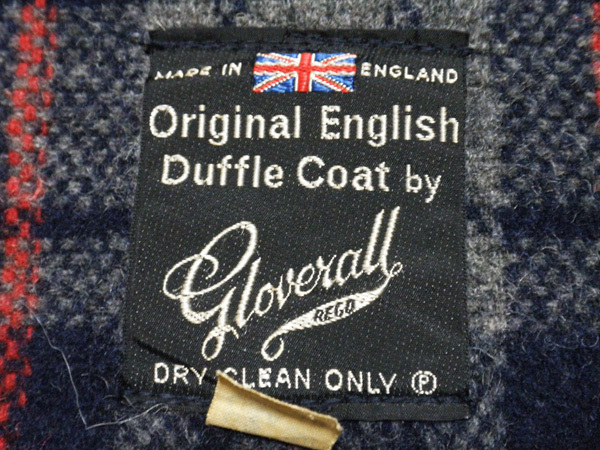 MADE IN ENGLAND
Original English
Duffle Coat by
Gloverall
REGD
DRY CLEAN ONLY Ⓟ